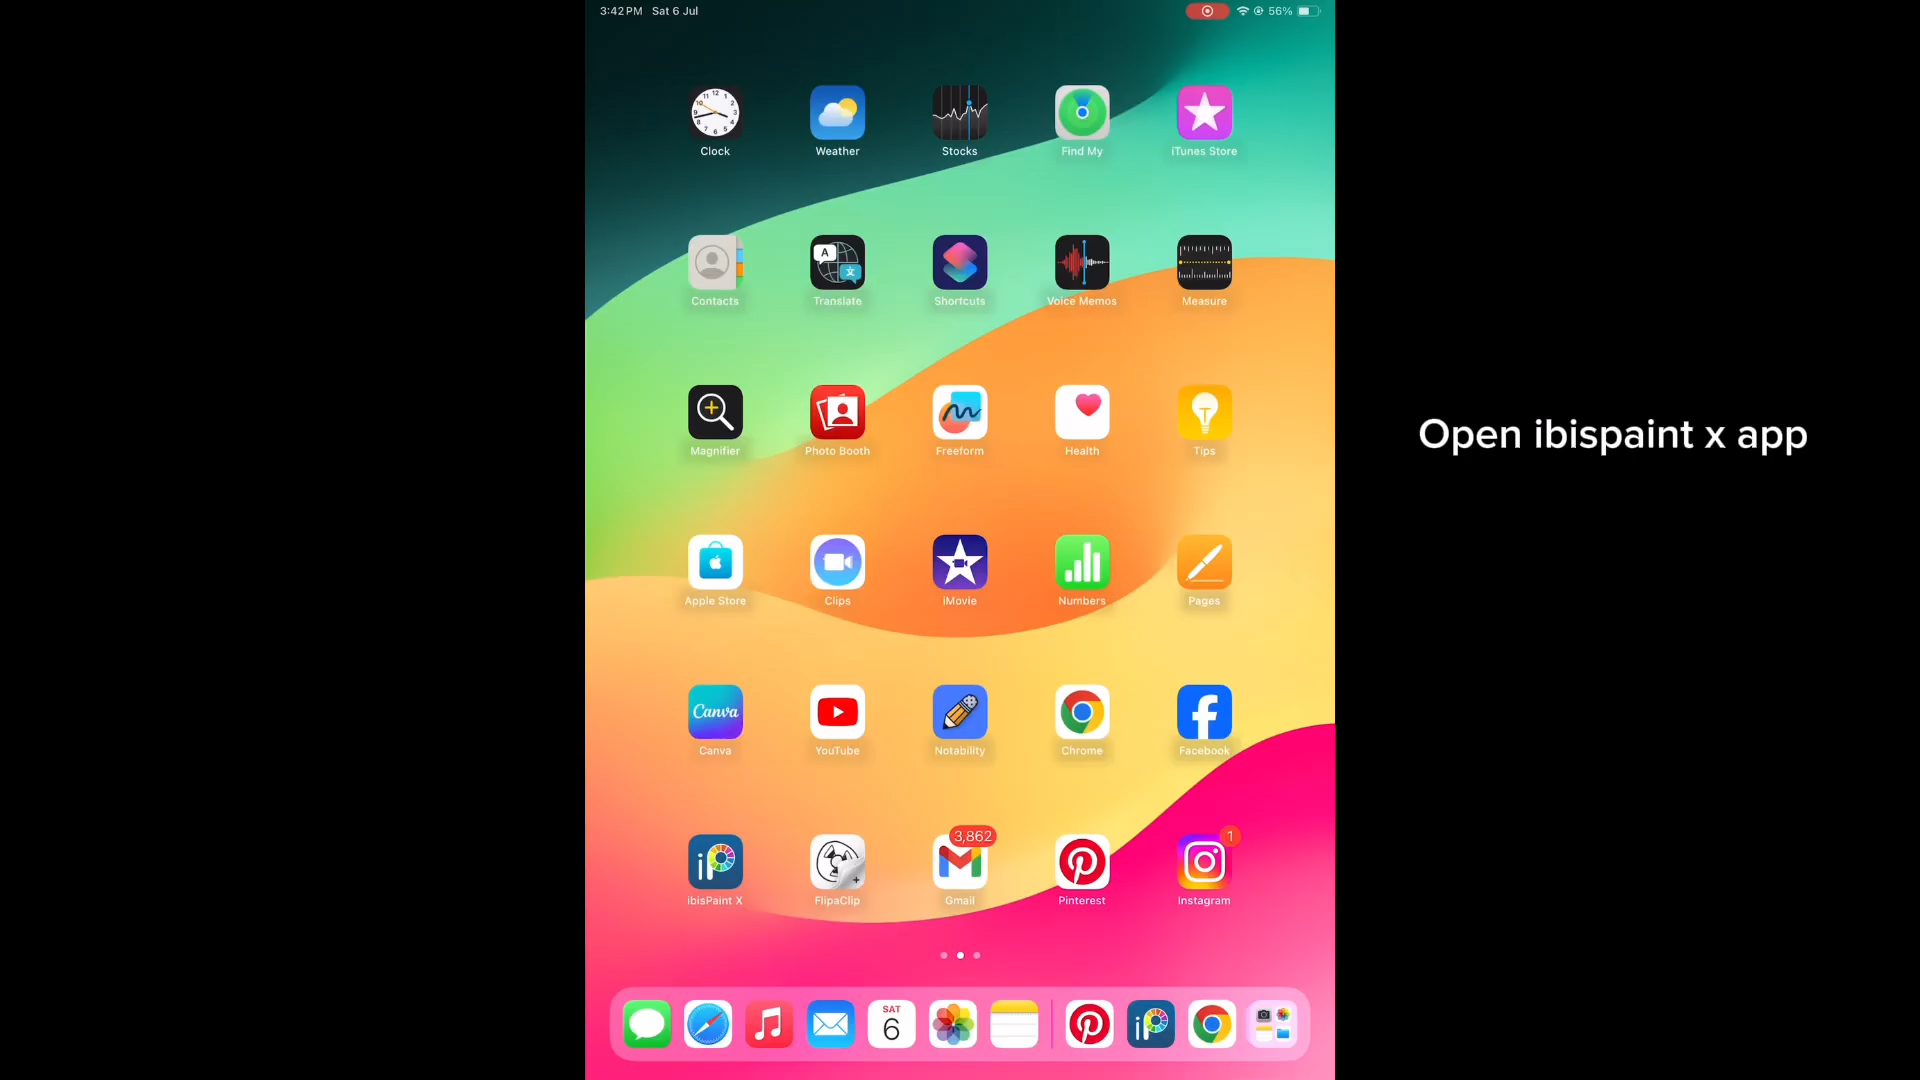 3:42 PM Sat 6 Jul
56%
Clock Weather Stocks Find My iTunes Store
Contacts Translate Shortcuts Voice Memos Measure
Magnifier Photo Booth Freeform Health Tips
Open ibispaint x app
Apple Store Clips iMovie Numbers Pages
Canva
Canva YouTube Notability Chrome Facebook
3,862
1
ibisPaint X FlipaClip Gmail Pinterest Instagram
SAT
6